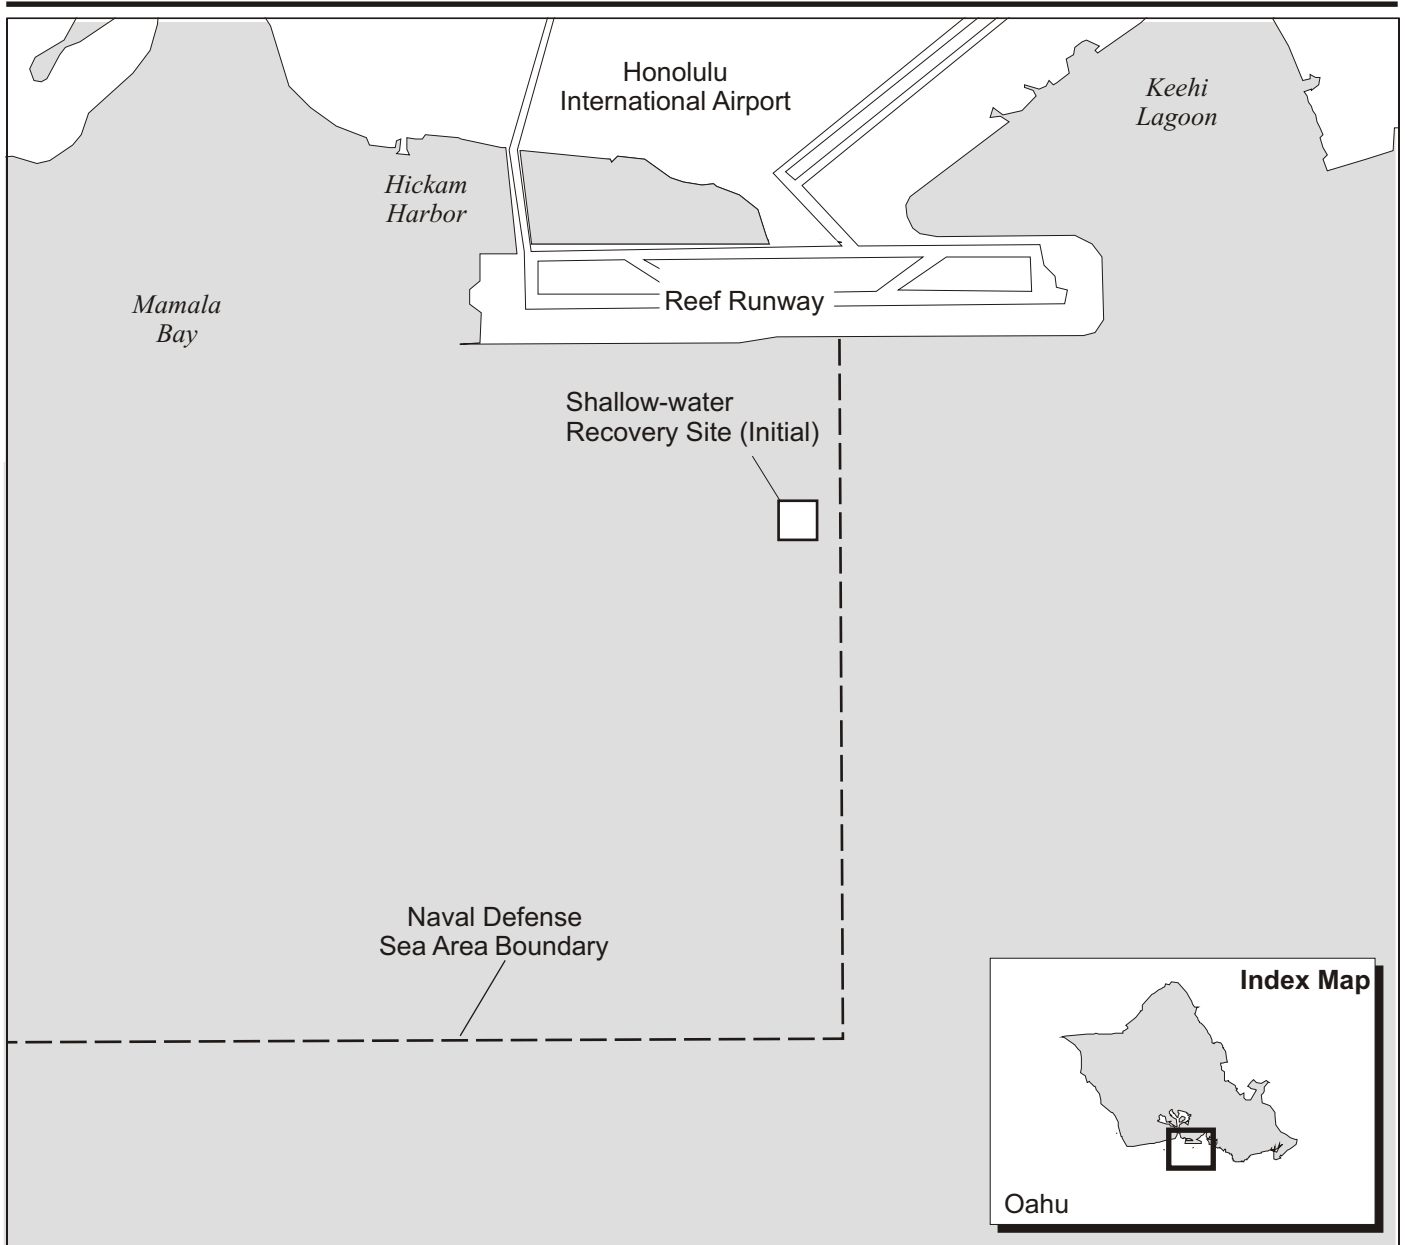 Honolulu
International Airport
Keehi
Lagoon
Hickam
Harbor
Mamala
Bay
Reef Runway
Shallow-water
Recovery Site (Initial)
Naval Defense
Sea Area Boundary
Index Map
Oahu